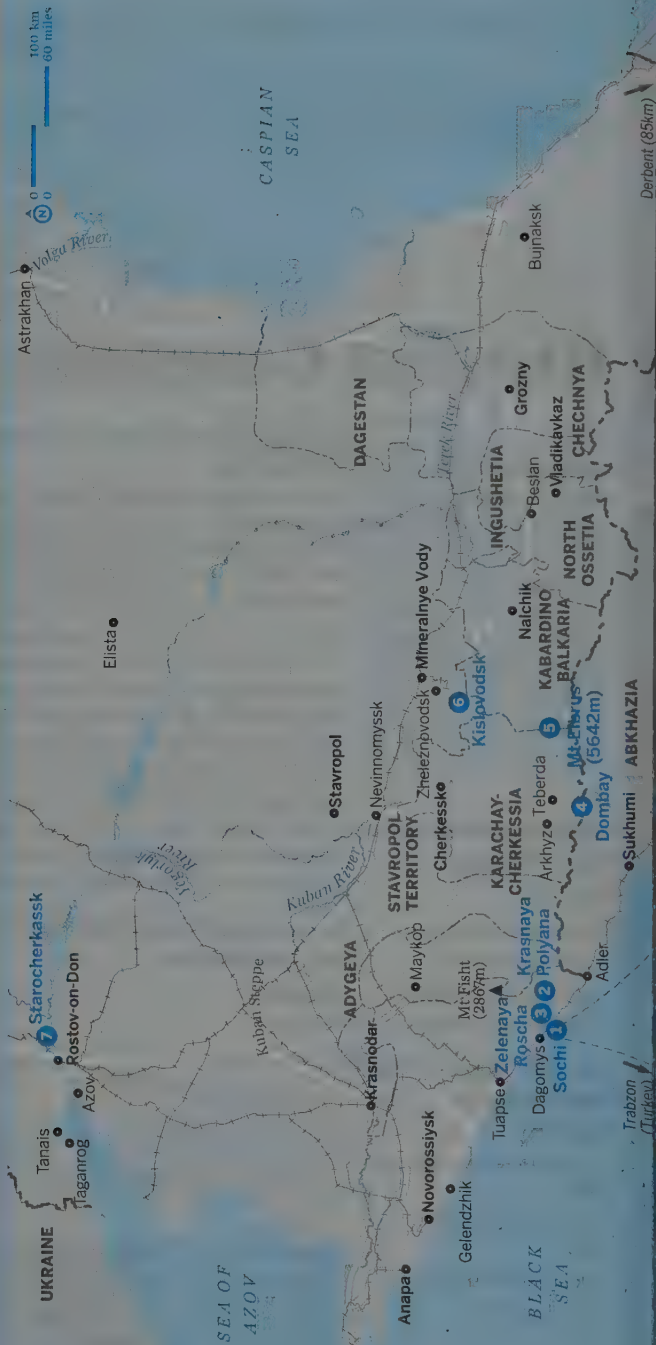 UKRAINE
Tanais
Taganrog
Azov
Rostov-on-Don
7 Starocherkassk
Astrakhan
Volga River
N
0 100 km
0 60 miles
Elista
Yegorlyk
River
CASPIAN
SEA
SEA OF
AZOV
Kuban Steppe
Kuban River
Stavropol
Nevinnomyssk
DAGESTAN
ADYGEYA
STAVROPOL
TERRITORY
Anapa
Krasnodar
Maykop
Mineralnye Vody
Zheleznovodsk
Cherkessk
Terek River
Novorossiysk
Gelendzhik
Mt Fisht
(2867m)
6
Kislovodsk
Tuapse
Zelenaya
Roscha
Krasnaya
Polyana
KARACHAY-
CHERKESSIA
INGUSHETIA
Grozny
Bujnaksk
BLACK
SEA
Dagomys
3
2
Sochi
1
Arkhyz
Teberda
5
Mt Elbrus
(5642m)
Nalchik
KABARDINO
BALKARIA
Beslan
Vladikavkaz
NORTH
OSSETIA
CHECHNYA
Adler
4
Dombay
Sukhumi
ABKHAZIA
Trabzon
(Turkey)
Derbent (85km)